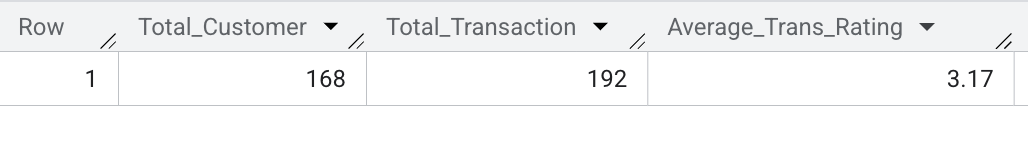 Row Total_Customer Total_Transaction Average_Trans_Rating
1 168 192 3.17